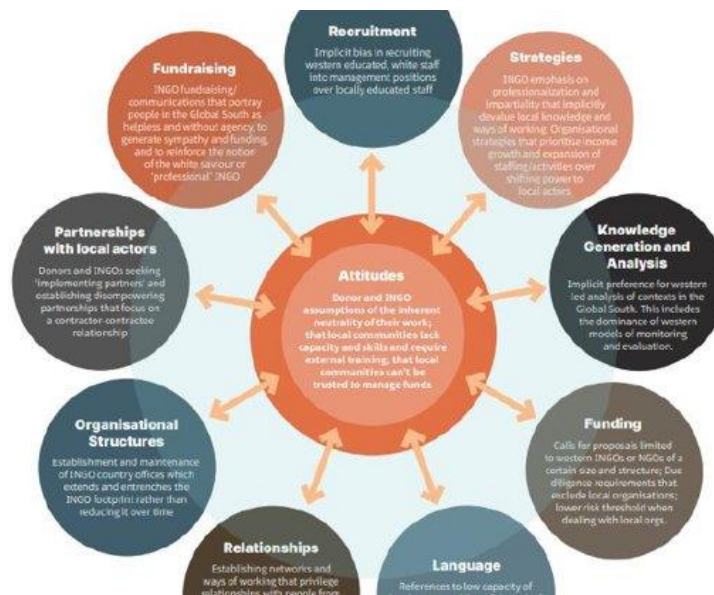 Recruitment
Implicit bias in recruiting
western educated, white staff
into management positions
over locally educated staff
Strategies
INGO emphasis on
professionalization and
impartiality that implicitly
devalue local knowledge and
ways of working. Organisational
strategies that prioritise income
growth and expansion of
staffing/activities over
shifting power to
local actors
Knowledge
Generation and
Analysis
Implicit preference for western
led analysis of contexts in the
Global South. This includes
the dominance of western
models of monitoring
and evaluation.
Funding
Calls for proposals limited
to western INGOs or NGOs of a
certain size and structure; Due
diligence requirements that
exclude local organisations;
lower risk threshold when
dealing with local orgs.
Language
References to low capacity of
Relationships
Establishing networks and
ways of working that privilege
relationships with people from
Organisational
Structures
Establishment and maintenance
of INGO country offices which
extends and entrenches the
INGO footprint rather than
reducing it over time
Partnerships
with local actors
Donors and INGOs seeking
'implementing partners' and
establishing disempowering
partnerships that focus on
a contractor-contractee
relationship
Fundraising
INGO fundraising/
communications that portray
people in the Global South as
helpless and without agency, to
generate sympathy and funding,
and to reinforce the notion
of the white saviour or
'professional' INGO
Attitudes
Donor and INGO
assumptions of the inherent
neutrality of their work;
that local communities lack
capacity and skills and require
external training; that local
communities can't be
trusted to manage funds